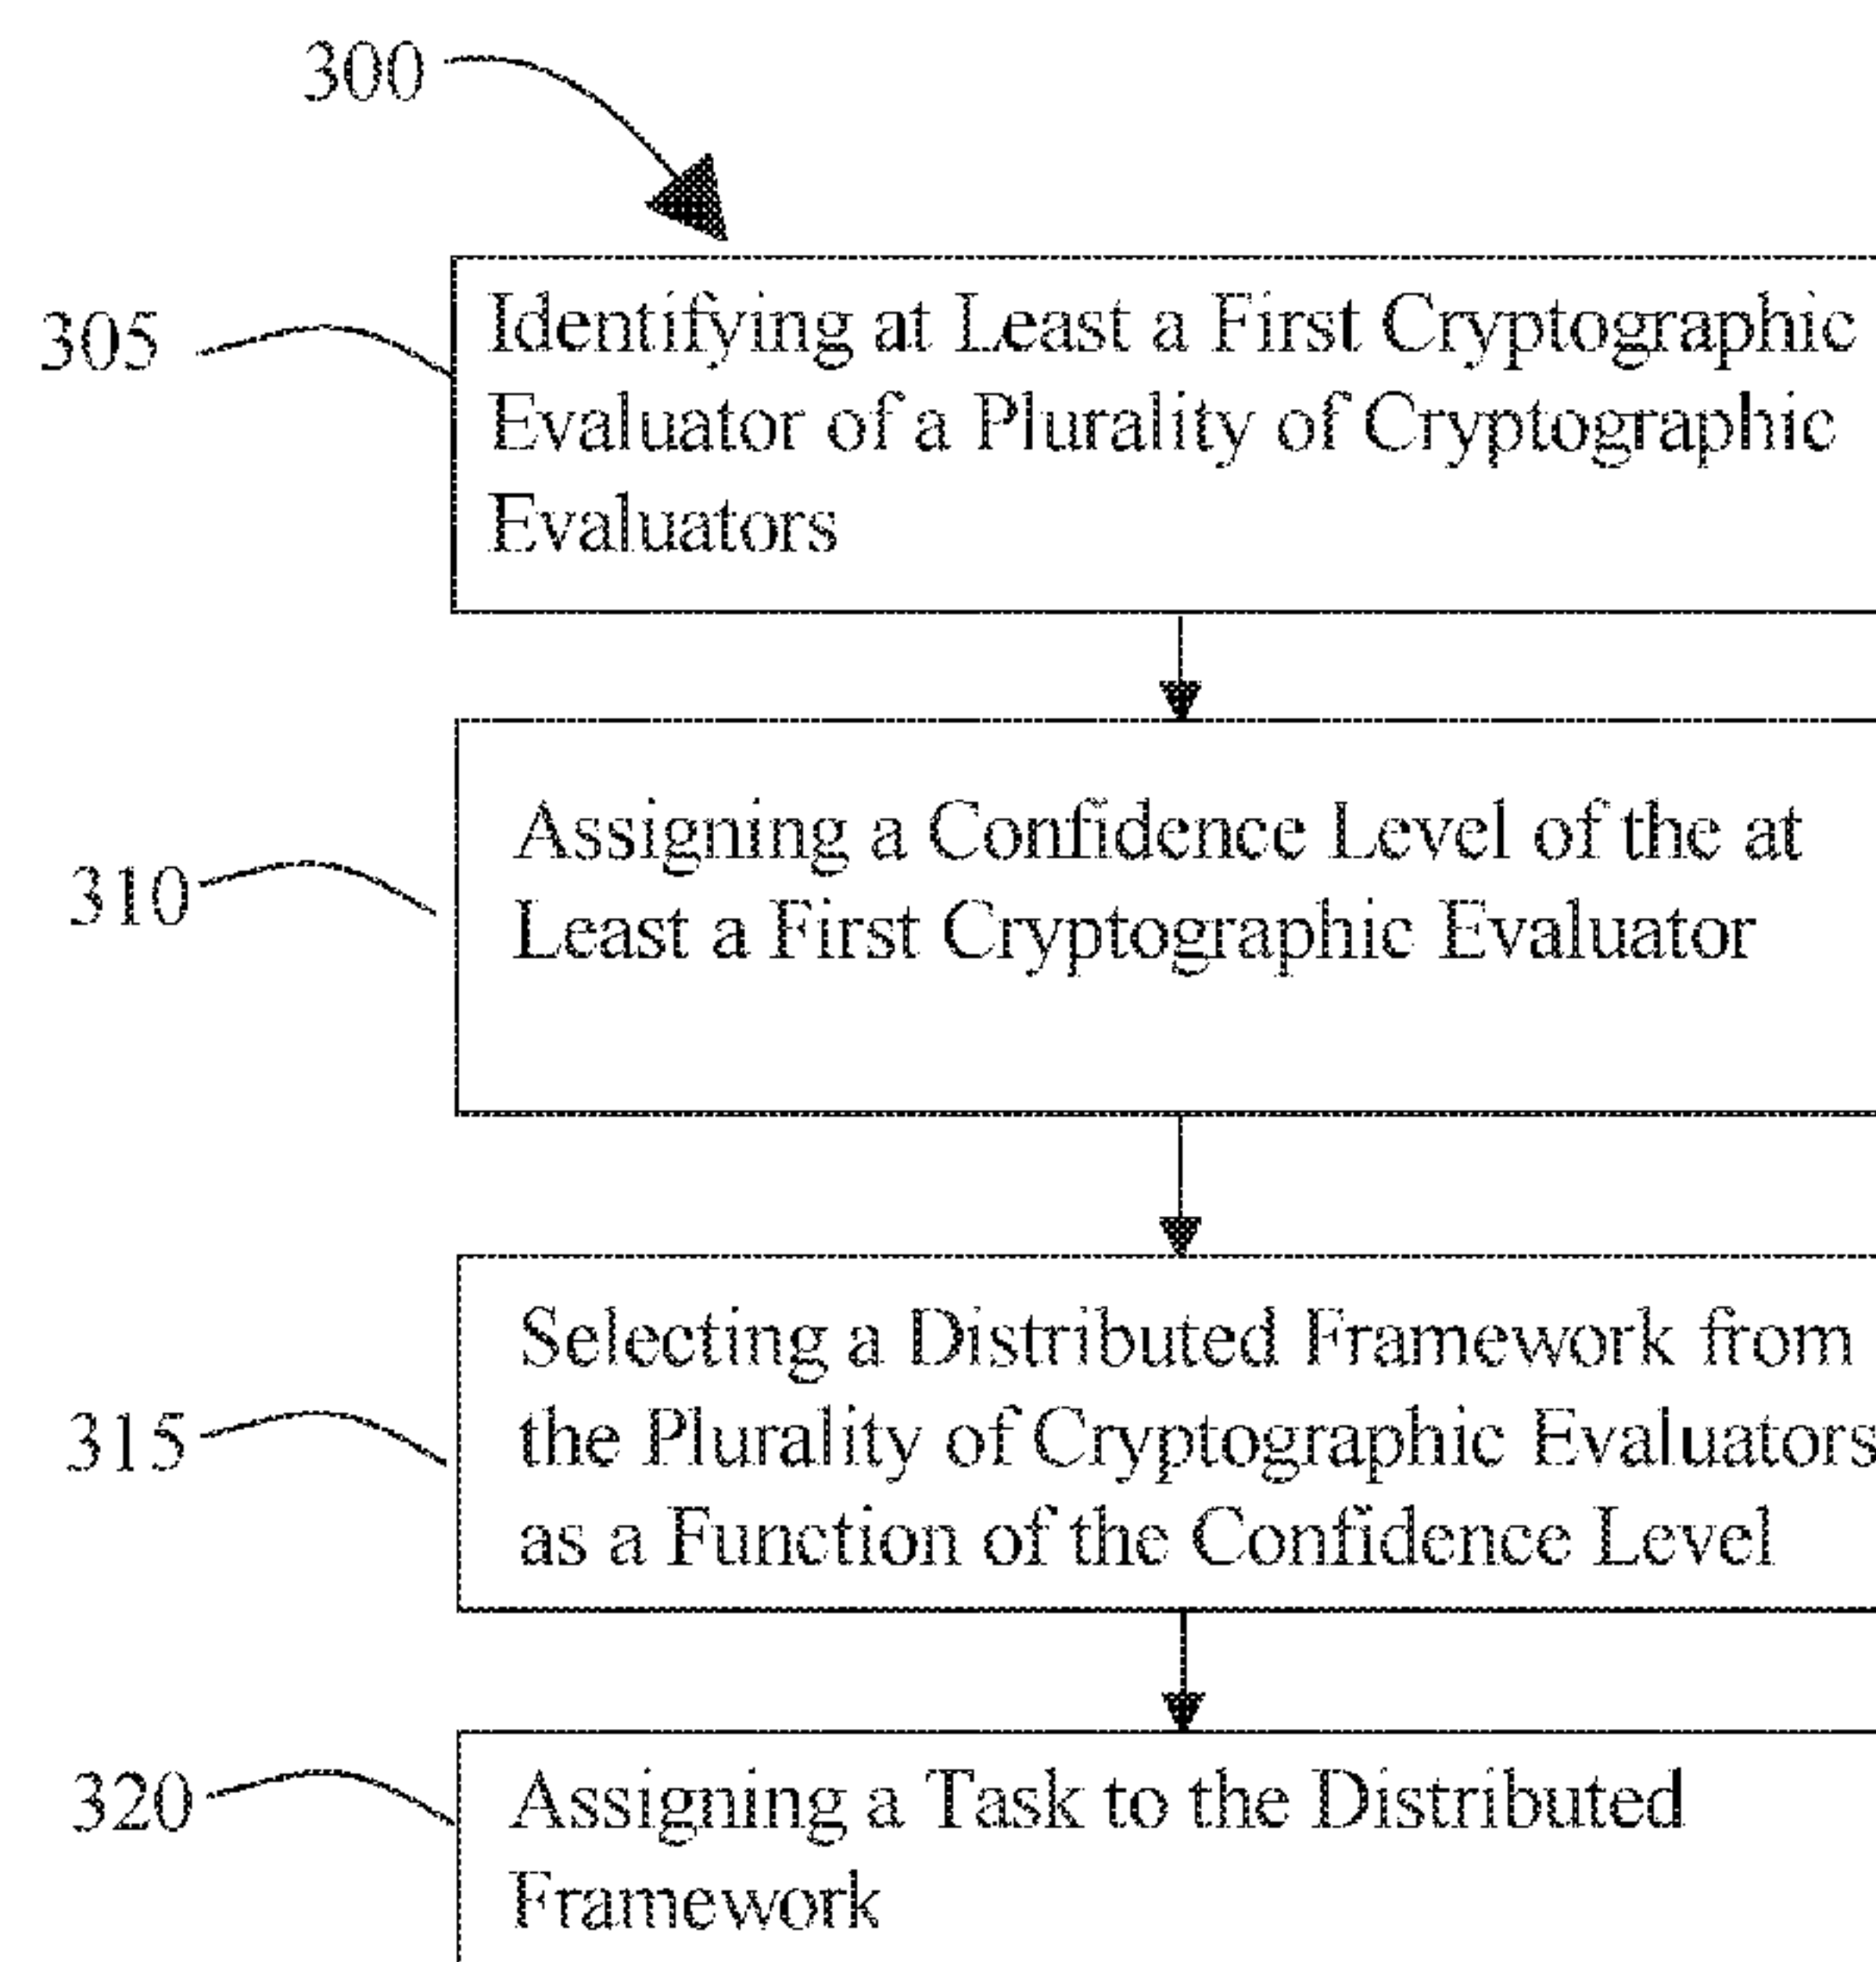 300
305
Identifying at Least a First Cryptographic
Evaluator of a Plurality of Cryptographic
Evaluators
310
Assigning a Confidence Level of the at
Least a First Cryptographic Evaluator
315
Selecting a Distributed Framework from
the Plurality of Cryptographic Evaluators
as a Function of the Confidence Level
320
Assigning a Task to the Distributed
Framework